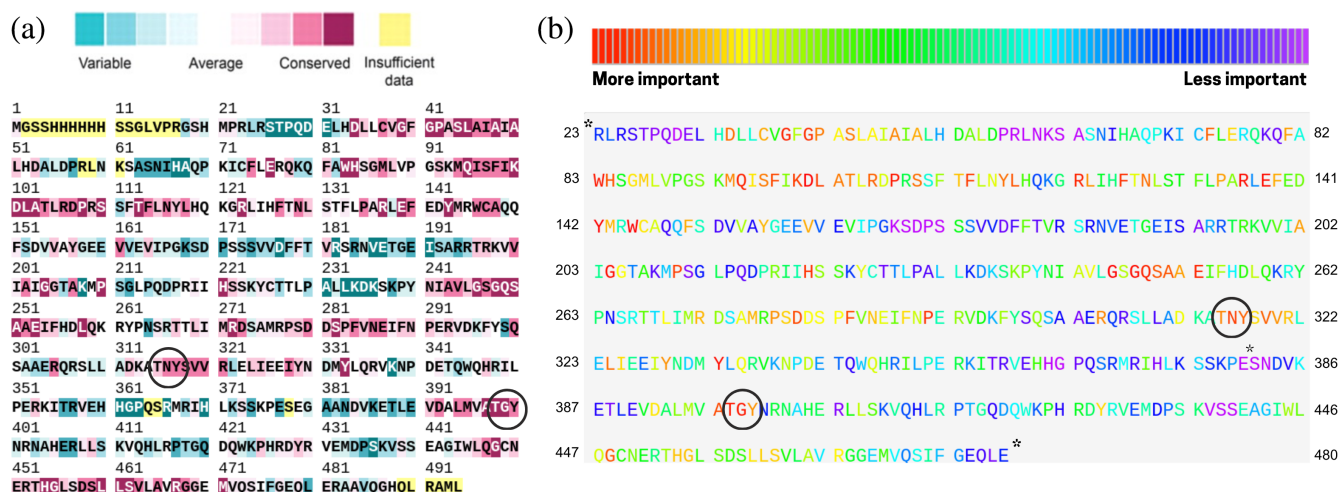 (a)
Variable Average Conserved Insufficient data
1 11 21 31 41
MGSSHHHHHH SSGLVPRGSH MPRLRSTPQD ELHDLLCVGF GPASLAIAIA
51 61 71 81 91
LHDALDPRLN KSASNIHAQP KICFLERQKQ FAWHSGMLVP GSKMQISFIK
101 111 121 131 141
DLATLRDPRS SFTFLNYLHQ KGRLIHFTNL STFLPARLEF EDYMRWCAQQ
151 161 171 181 191
FSDVVAYGEE VVEVIPGKSD PSSSVVDFFT VRSRNVETGE ISARRTRKVV
201 211 221 231 241
IAIGGTAKMP SGLPQDPRII HSSKYCTTLP ALLKDKSKPY NIAVLGSGQS
251 261 271 281 291
AAEIFHDLQK RYPNSRTTLI MRDSAMRPSD DSPFVNEIFN PERVDKFYSQ
301 311 321 331 341
SAAERQRSLL ADKATNYSVV RLELIEEIYN DMYLQRVKNP DETQWQHRIL
351 361 371 381 391
PERKITRVEH HGPQSRMRIH LKSSKPESEG AANDVKETLE VDALMVATGY
401 411 421 431 441
NRNAHERLLS KVQHLRPTGQ DQWKPHRDYR VEMDPSKVSS EAGIWLQGCN
451 461 471 481 491
ERTHGLSDSL LSVLAVRGGE MVQSIFGEQL ERAAVQGHQL RAML
(b)
More important Less important
23 *RLRSTPQDEL HDLLCVGFGP ASLAIAIALH DALDPRLNKS ASNIHAQPKI CFLERQKQFA 82
83 WHSGMLVPGS KMQISFIKDL ATLRDPRSSF TFLNYLHQKG RLIHFTNLST FLPARLEFED 141
142 YMRWCAQQFS DVVAYGEEVV EVIPGKSDPS SSVVDFFTVR SRNVETGEIS ARRTRKVVIA 202
203 IGGTAKMPSG LPQDPRIIHS SKYCTTLPAL LKDKSKPYNI AVLGSGQSAA EIFHDLQKRY 262
263 PNSRTTLIMR DSAMRPSDDS PFVNEIFNPE RVDKFYSQSA AERQRSLLAD KATNYSVVRL 322
323 ELIEEIYNDM YLQRVKNPDE TQWQHRILPE RKITRVEHHG PQSRMRIHLK SSKPE*SNDVK 386
387 ETLEVDALMV ATGYNRNAHE RLLSKVQHLR PTGQDQWKPH RDYRVEMDPS KVSSEAGIWL 446
447 QGCNERTHGL SDSLLSVLAV RGGEMVQSIF GEQLE* 480